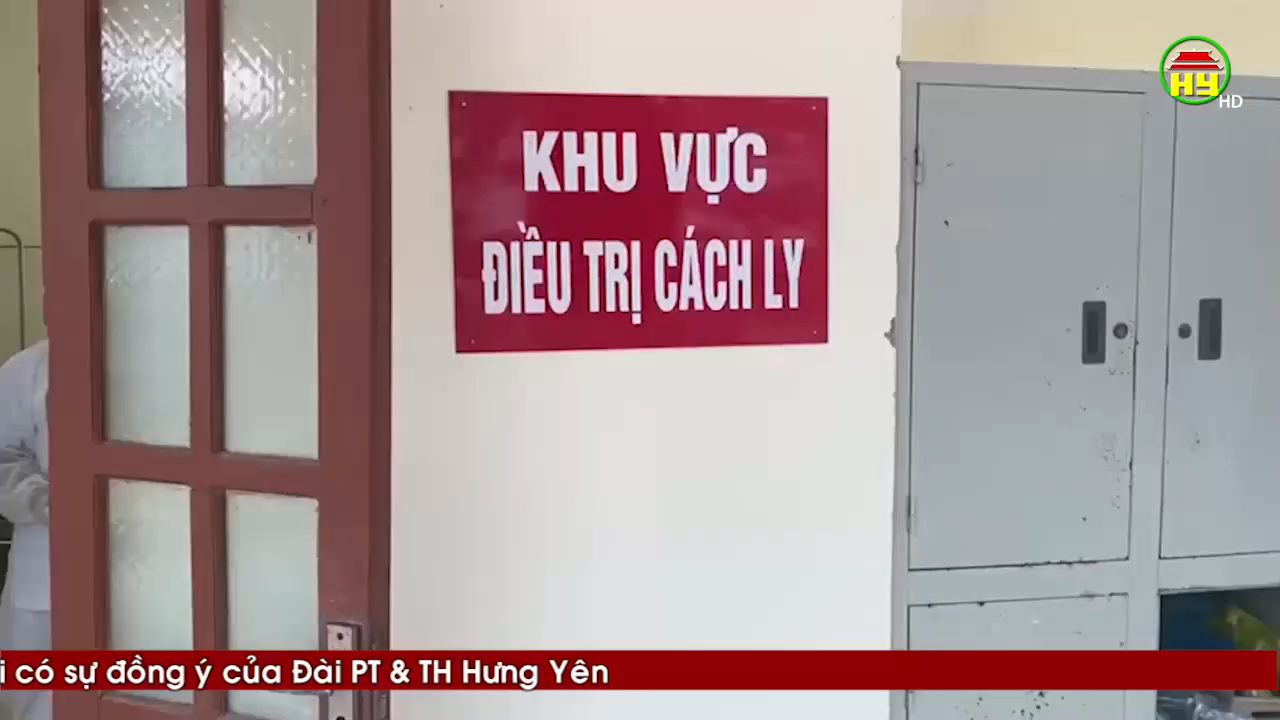 HY HD
KHU VỰC
ĐIỀU TRỊ CÁCH LY
i có sự đồng ý của Đài PT & TH Hưng Yên